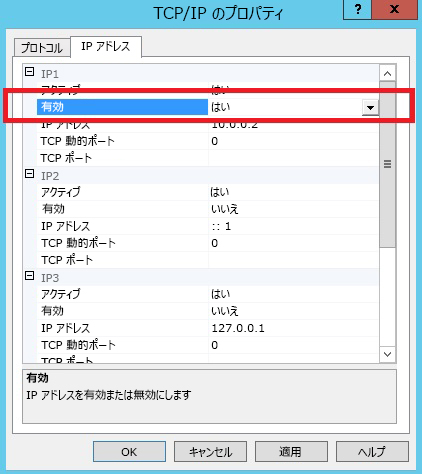 TCP/IP のプロパティ
? x
プロトコル IP アドレス
IP1
アクティブ はい
有効 はい
IP アドレス 10.0.0.2
TCP 動的ポート 0
TCP ポート
IP2
アクティブ はい
有効 いいえ
IP アドレス :: 1
TCP 動的ポート 0
TCP ポート
IP3
アクティブ はい
有効 いいえ
IP アドレス 127.0.0.1
TCP 動的ポート 0
TCP ポート
有効
IP アドレスを有効または無効にします
OK キャンセル 適用 ヘルプ